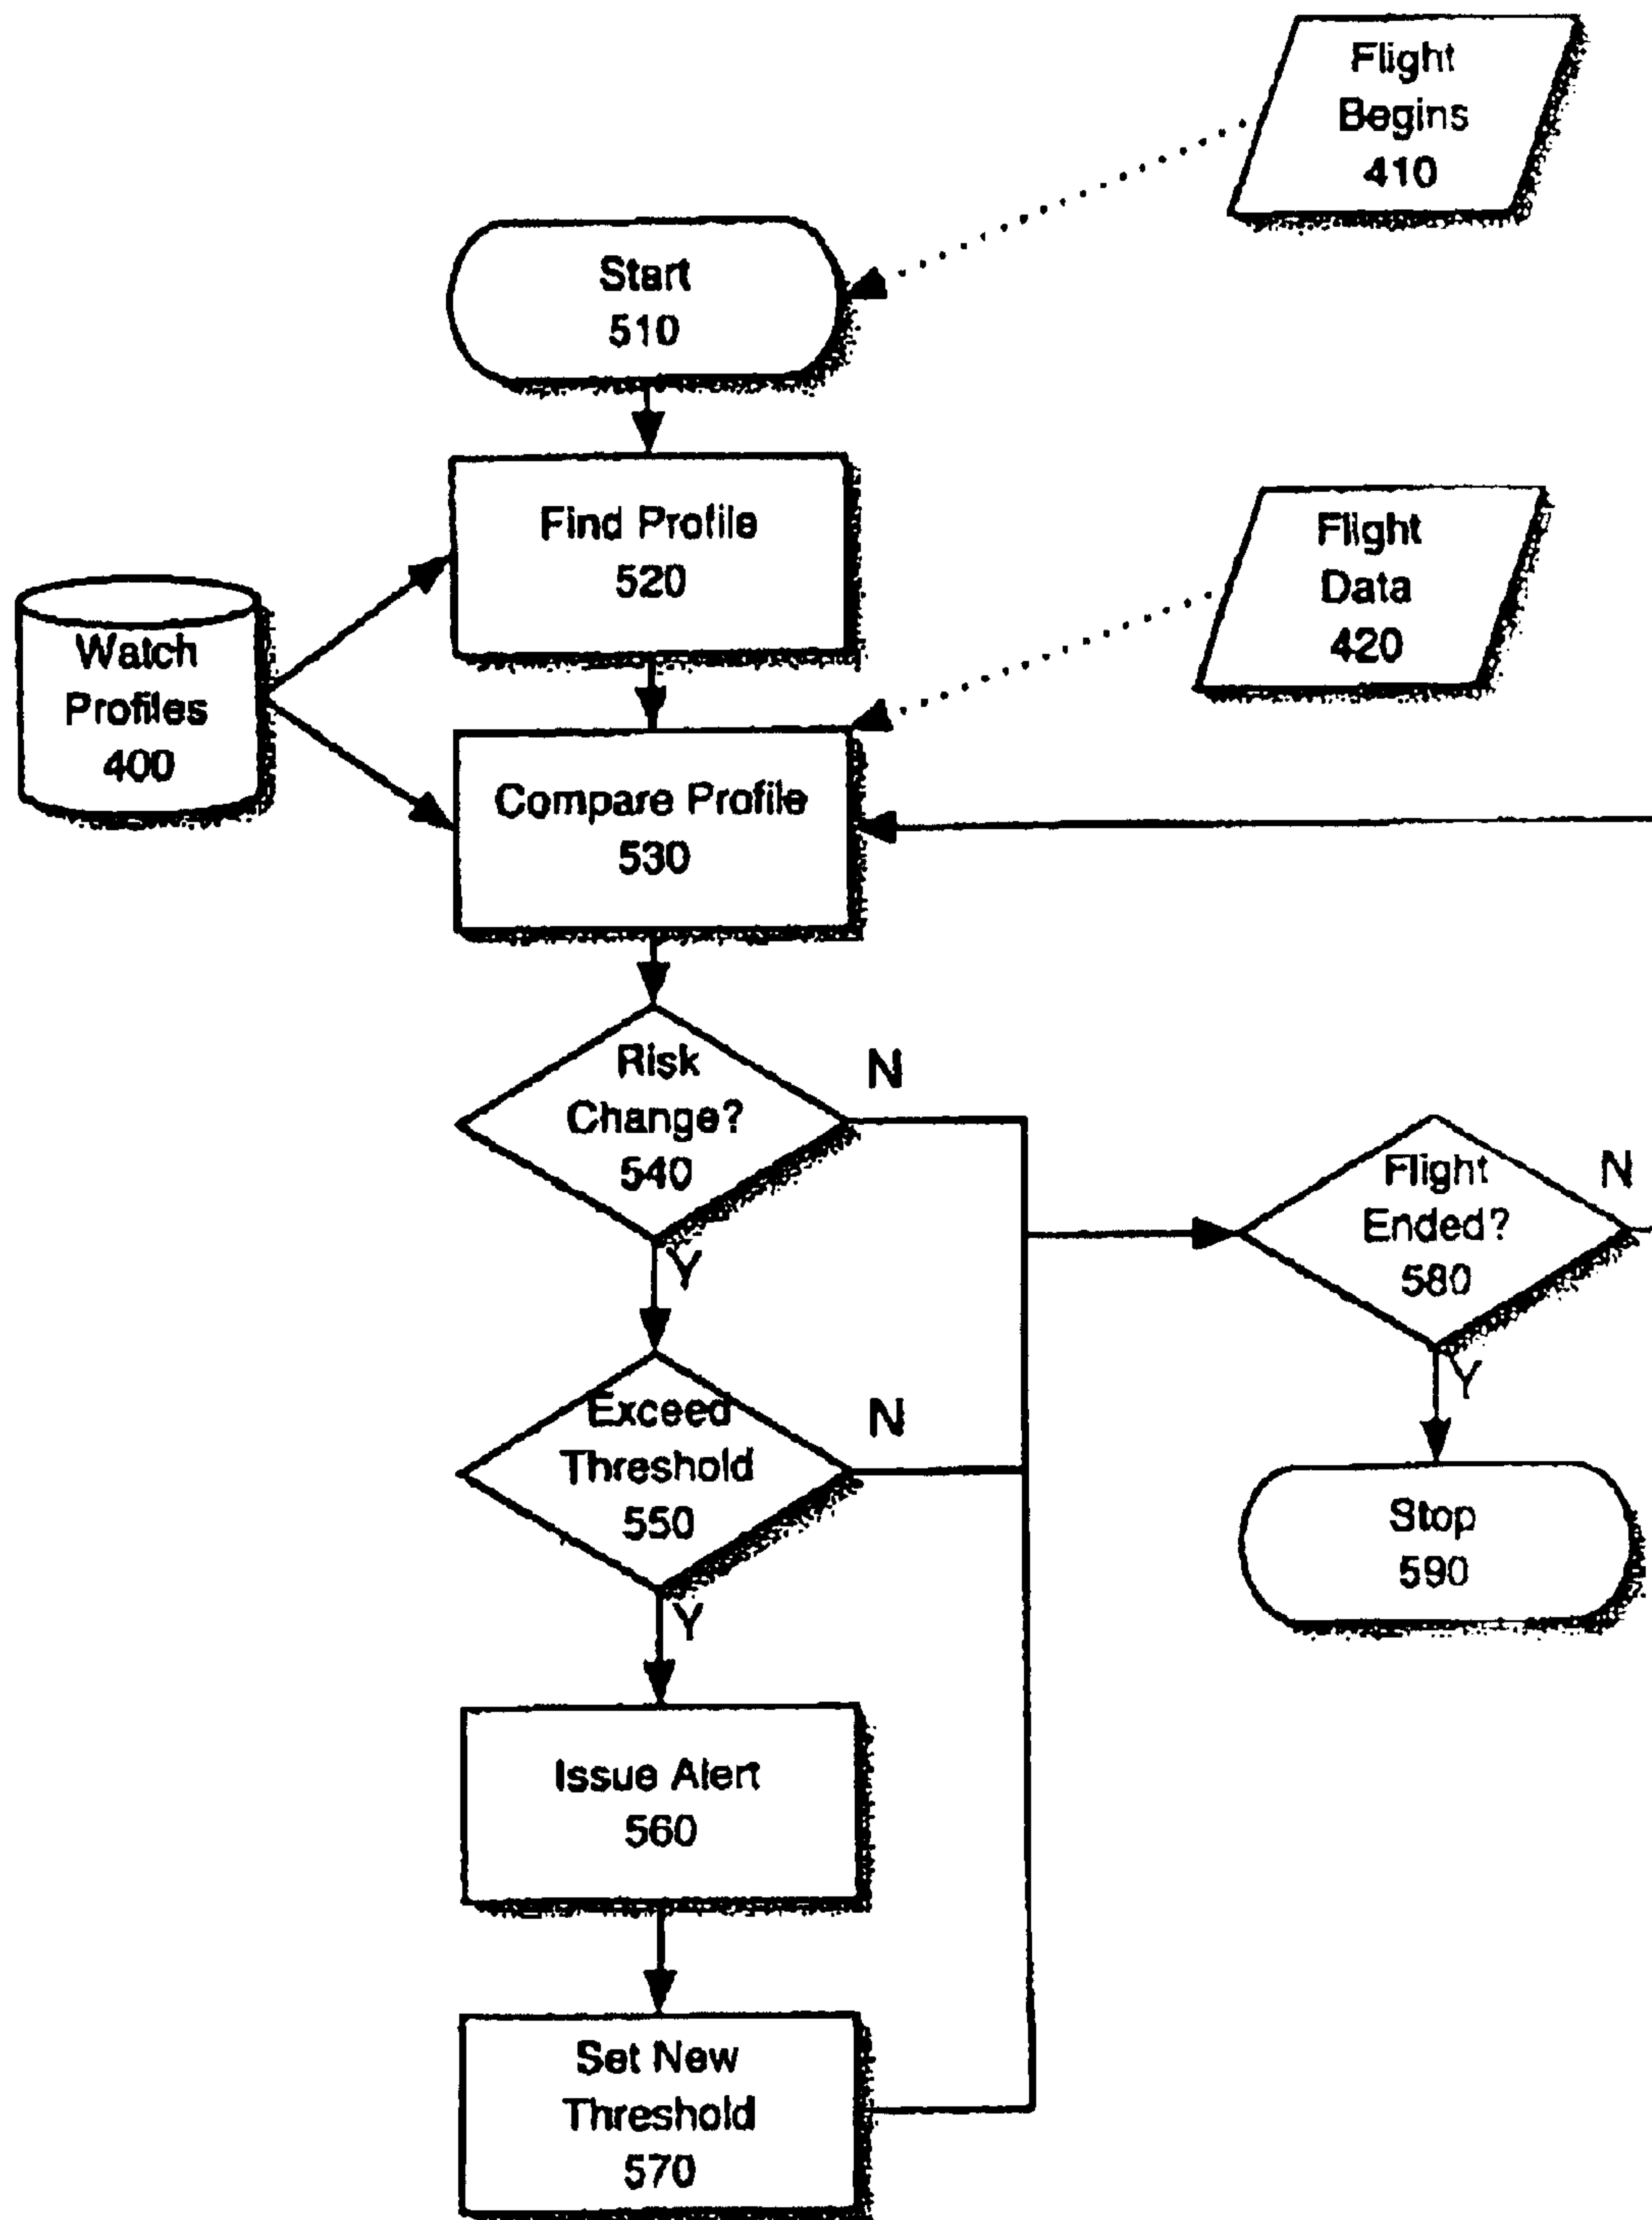 Flight
Begins
410
Start
510
Find Profile
520
Flight
Data
420
Watch
Profiles
400
Compare Profile
530
Risk
Change?
540
N
Y
Flight
Ended?
580
N
Y
Exceed
Threshold
550
N
Y
Stop
590
Issue Alert
560
Set New
Threshold
570